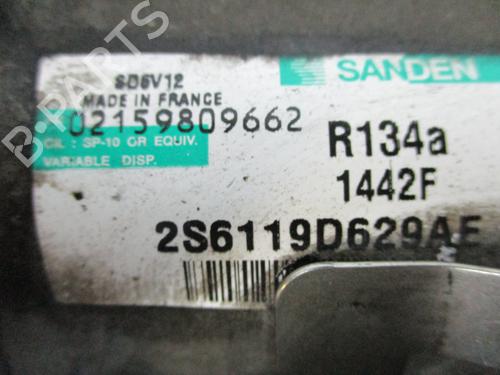 SD6V12
MADE IN FRANCE
02159809662
OIL : SP-10 OR EQUIV.
VARIABLE DISP.
SANDEN
R134a
1442F
2S6119D629AE
B-PARTS